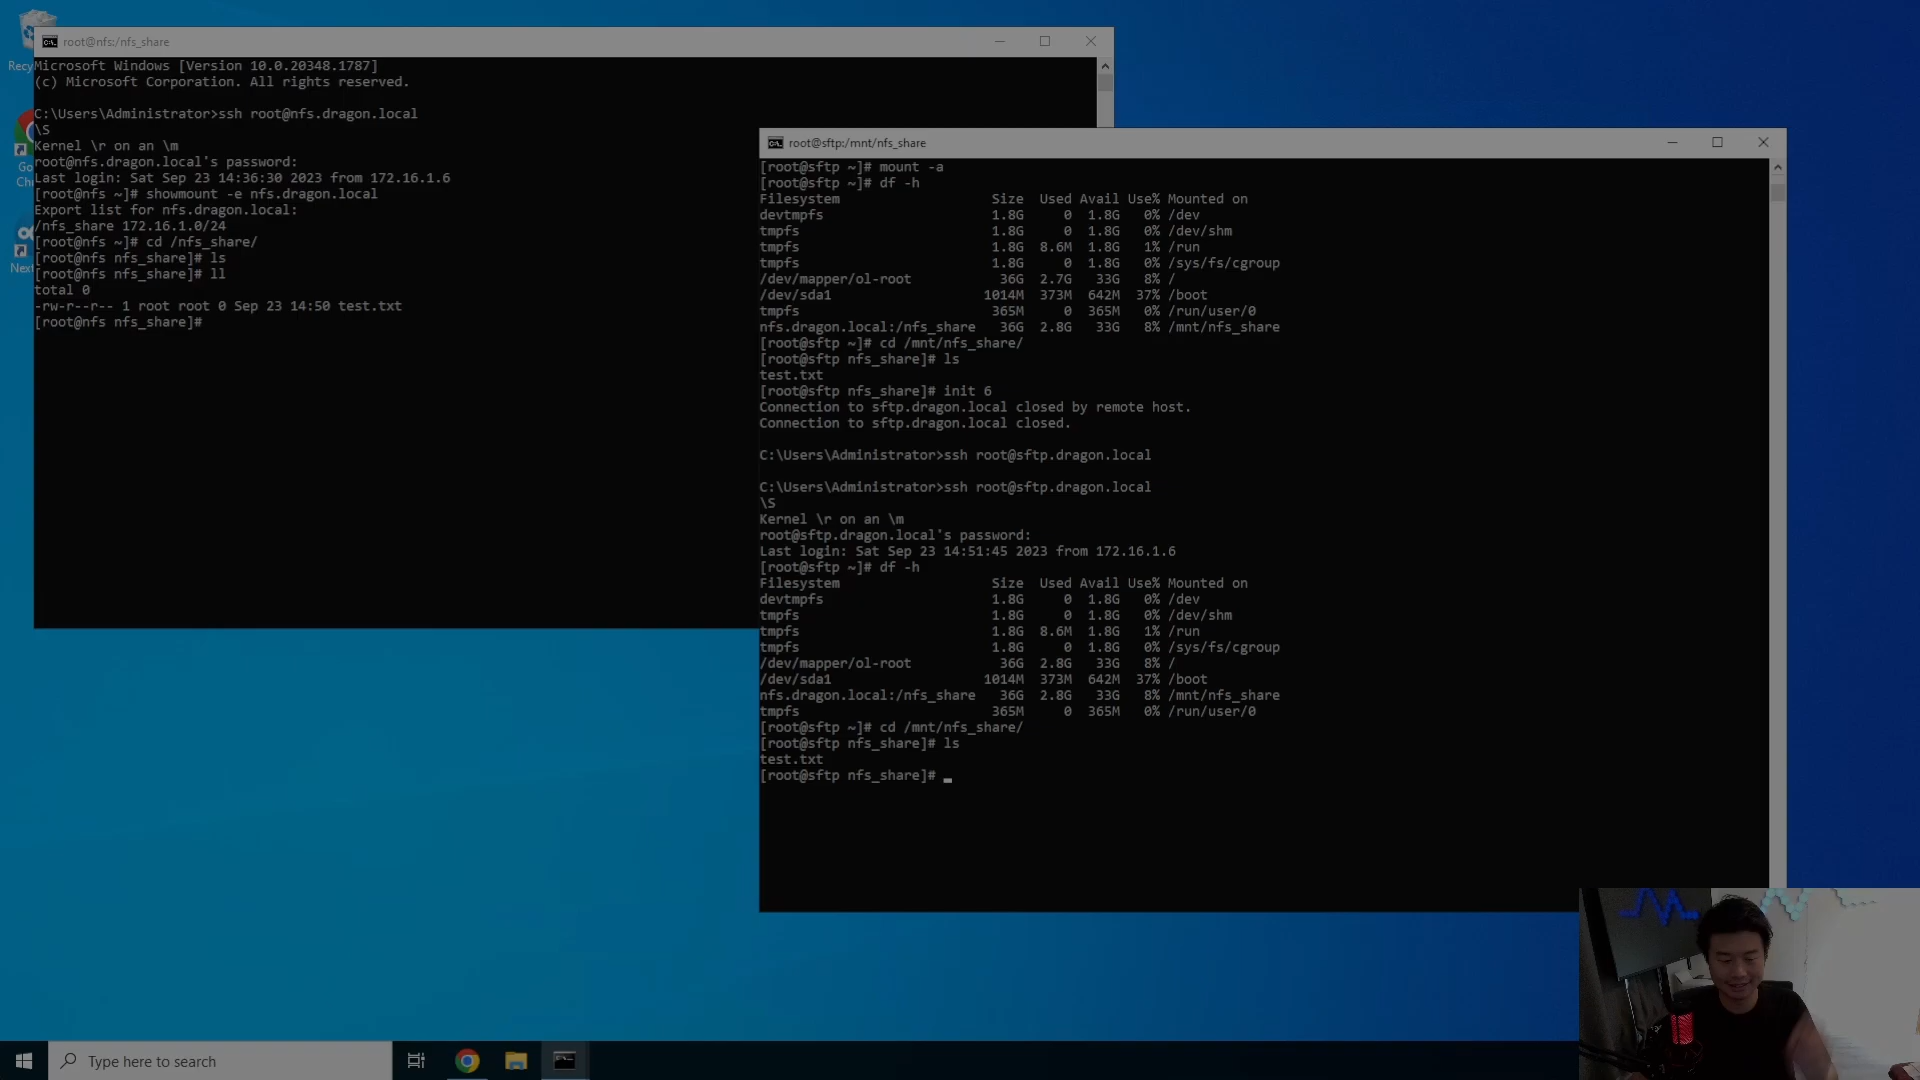 root@nfs:/nfs_share
Recy
Microsoft Windows [Version 10.0.20348.1787]
(c) Microsoft Corporation. All rights reserved.
C:\Users\Administrator>ssh root@nfs.dragon.local
\S
Kernel \r on an \m
root@nfs.dragon.local's password:
Last login: Sat Sep 23 14:36:30 2023 from 172.16.1.6
[root@nfs ~]# showmount -e nfs.dragon.local
Export list for nfs.dragon.local:
/nfs_share 172.16.1.0/24
[root@nfs ~]# cd /nfs_share/
[root@nfs nfs_share]# ls
[root@nfs nfs_share]# ll
total 0
-rw-r--r-- 1 root root 0 Sep 23 14:50 test.txt
[root@nfs nfs_share]#
Go
Ch
Next
root@sftp:/mnt/nfs_share
[root@sftp ~]# mount -a
[root@sftp ~]# df -h
Filesystem Size Used Avail Use% Mounted on
devtmpfs 1.8G 0 1.8G 0% /dev
tmpfs 1.8G 0 1.8G 0% /dev/shm
tmpfs 1.8G 8.6M 1.8G 1% /run
tmpfs 1.8G 0 1.8G 0% /sys/fs/cgroup
/dev/mapper/ol-root 36G 2.7G 33G 8% /
/dev/sda1 1014M 373M 642M 37% /boot
tmpfs 365M 0 365M 0% /run/user/0
nfs.dragon.local:/nfs_share 36G 2.8G 33G 8% /mnt/nfs_share
[root@sftp ~]# cd /mnt/nfs_share/
[root@sftp nfs_share]# ls
test.txt
[root@sftp nfs_share]# init 6
Connection to sftp.dragon.local closed by remote host.
Connection to sftp.dragon.local closed.
C:\Users\Administrator>ssh root@sftp.dragon.local
C:\Users\Administrator>ssh root@sftp.dragon.local
\S
Kernel \r on an \m
root@sftp.dragon.local's password:
Last login: Sat Sep 23 14:51:45 2023 from 172.16.1.6
[root@sftp ~]# df -h
Filesystem Size Used Avail Use% Mounted on
devtmpfs 1.8G 0 1.8G 0% /dev
tmpfs 1.8G 0 1.8G 0% /dev/shm
tmpfs 1.8G 8.6M 1.8G 1% /run
tmpfs 1.8G 0 1.8G 0% /sys/fs/cgroup
/dev/mapper/ol-root 36G 2.8G 33G 8% /
/dev/sda1 1014M 373M 642M 37% /boot
nfs.dragon.local:/nfs_share 36G 2.8G 33G 8% /mnt/nfs_share
tmpfs 365M 0 365M 0% /run/user/0
[root@sftp ~]# cd /mnt/nfs_share/
[root@sftp nfs_share]# ls
test.txt
[root@sftp nfs_share]# _
Type here to search